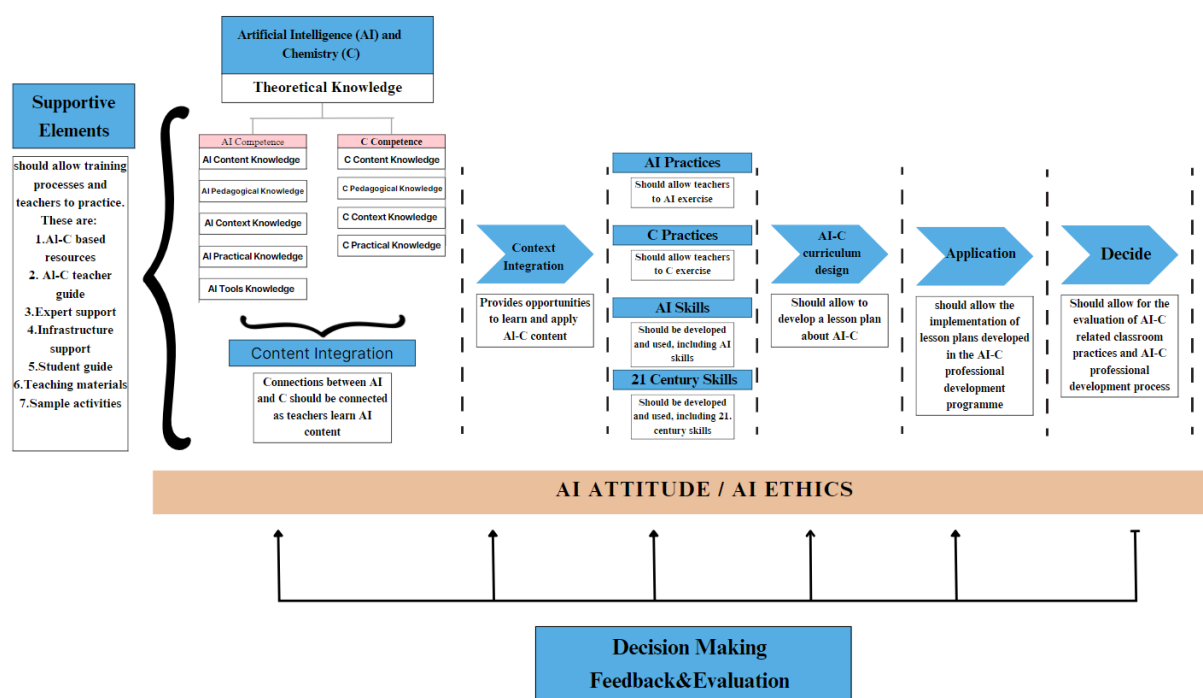 Supportive
Elements
should allow training
processes and
teachers to practice.
These are:
1.AI-C based
resources
2. AI-C teacher
guide
3.Expert support
4.Infrastructure
support
5.Student guide
6.Teaching materials
7.Sample activities
Artificial Intelligence (AI) and
Chemistry (C)
Theoretical Knowledge
AI Competence
AI Content Knowledge
AI Pedagogical Knowledge
AI Context Knowledge
AI Practical Knowledge
AI Tools Knowledge
C Competence
C Content Knowledge
C Pedagogical Knowledge
C Context Knowledge
C Practical Knowledge
Content Integration
Connections between AI
and C should be connected
as teachers learn AI
content
Context
Integration
Provides opportunities
to learn and apply
AI-C content
AI Practices
Should allow teachers
to AI exercise
C Practices
Should allow teachers
to C exercise
AI Skills
Should be developed
and used, including AI
skills
21 Century Skills
Should be developed
and used, including 21.
century skills
AI-C
curriculum
design
Should allow to
develop a lesson plan
about AI-C
Application
should allow the
implementation of
lesson plans developed
in the AI-C
professional
development
programme
Decide
Should allow for the
evaluation of AI-C
related classroom
practices and AI-C
professional
development process
AI ATTITUDE / AI ETHICS
Decision Making
Feedback&Evaluation